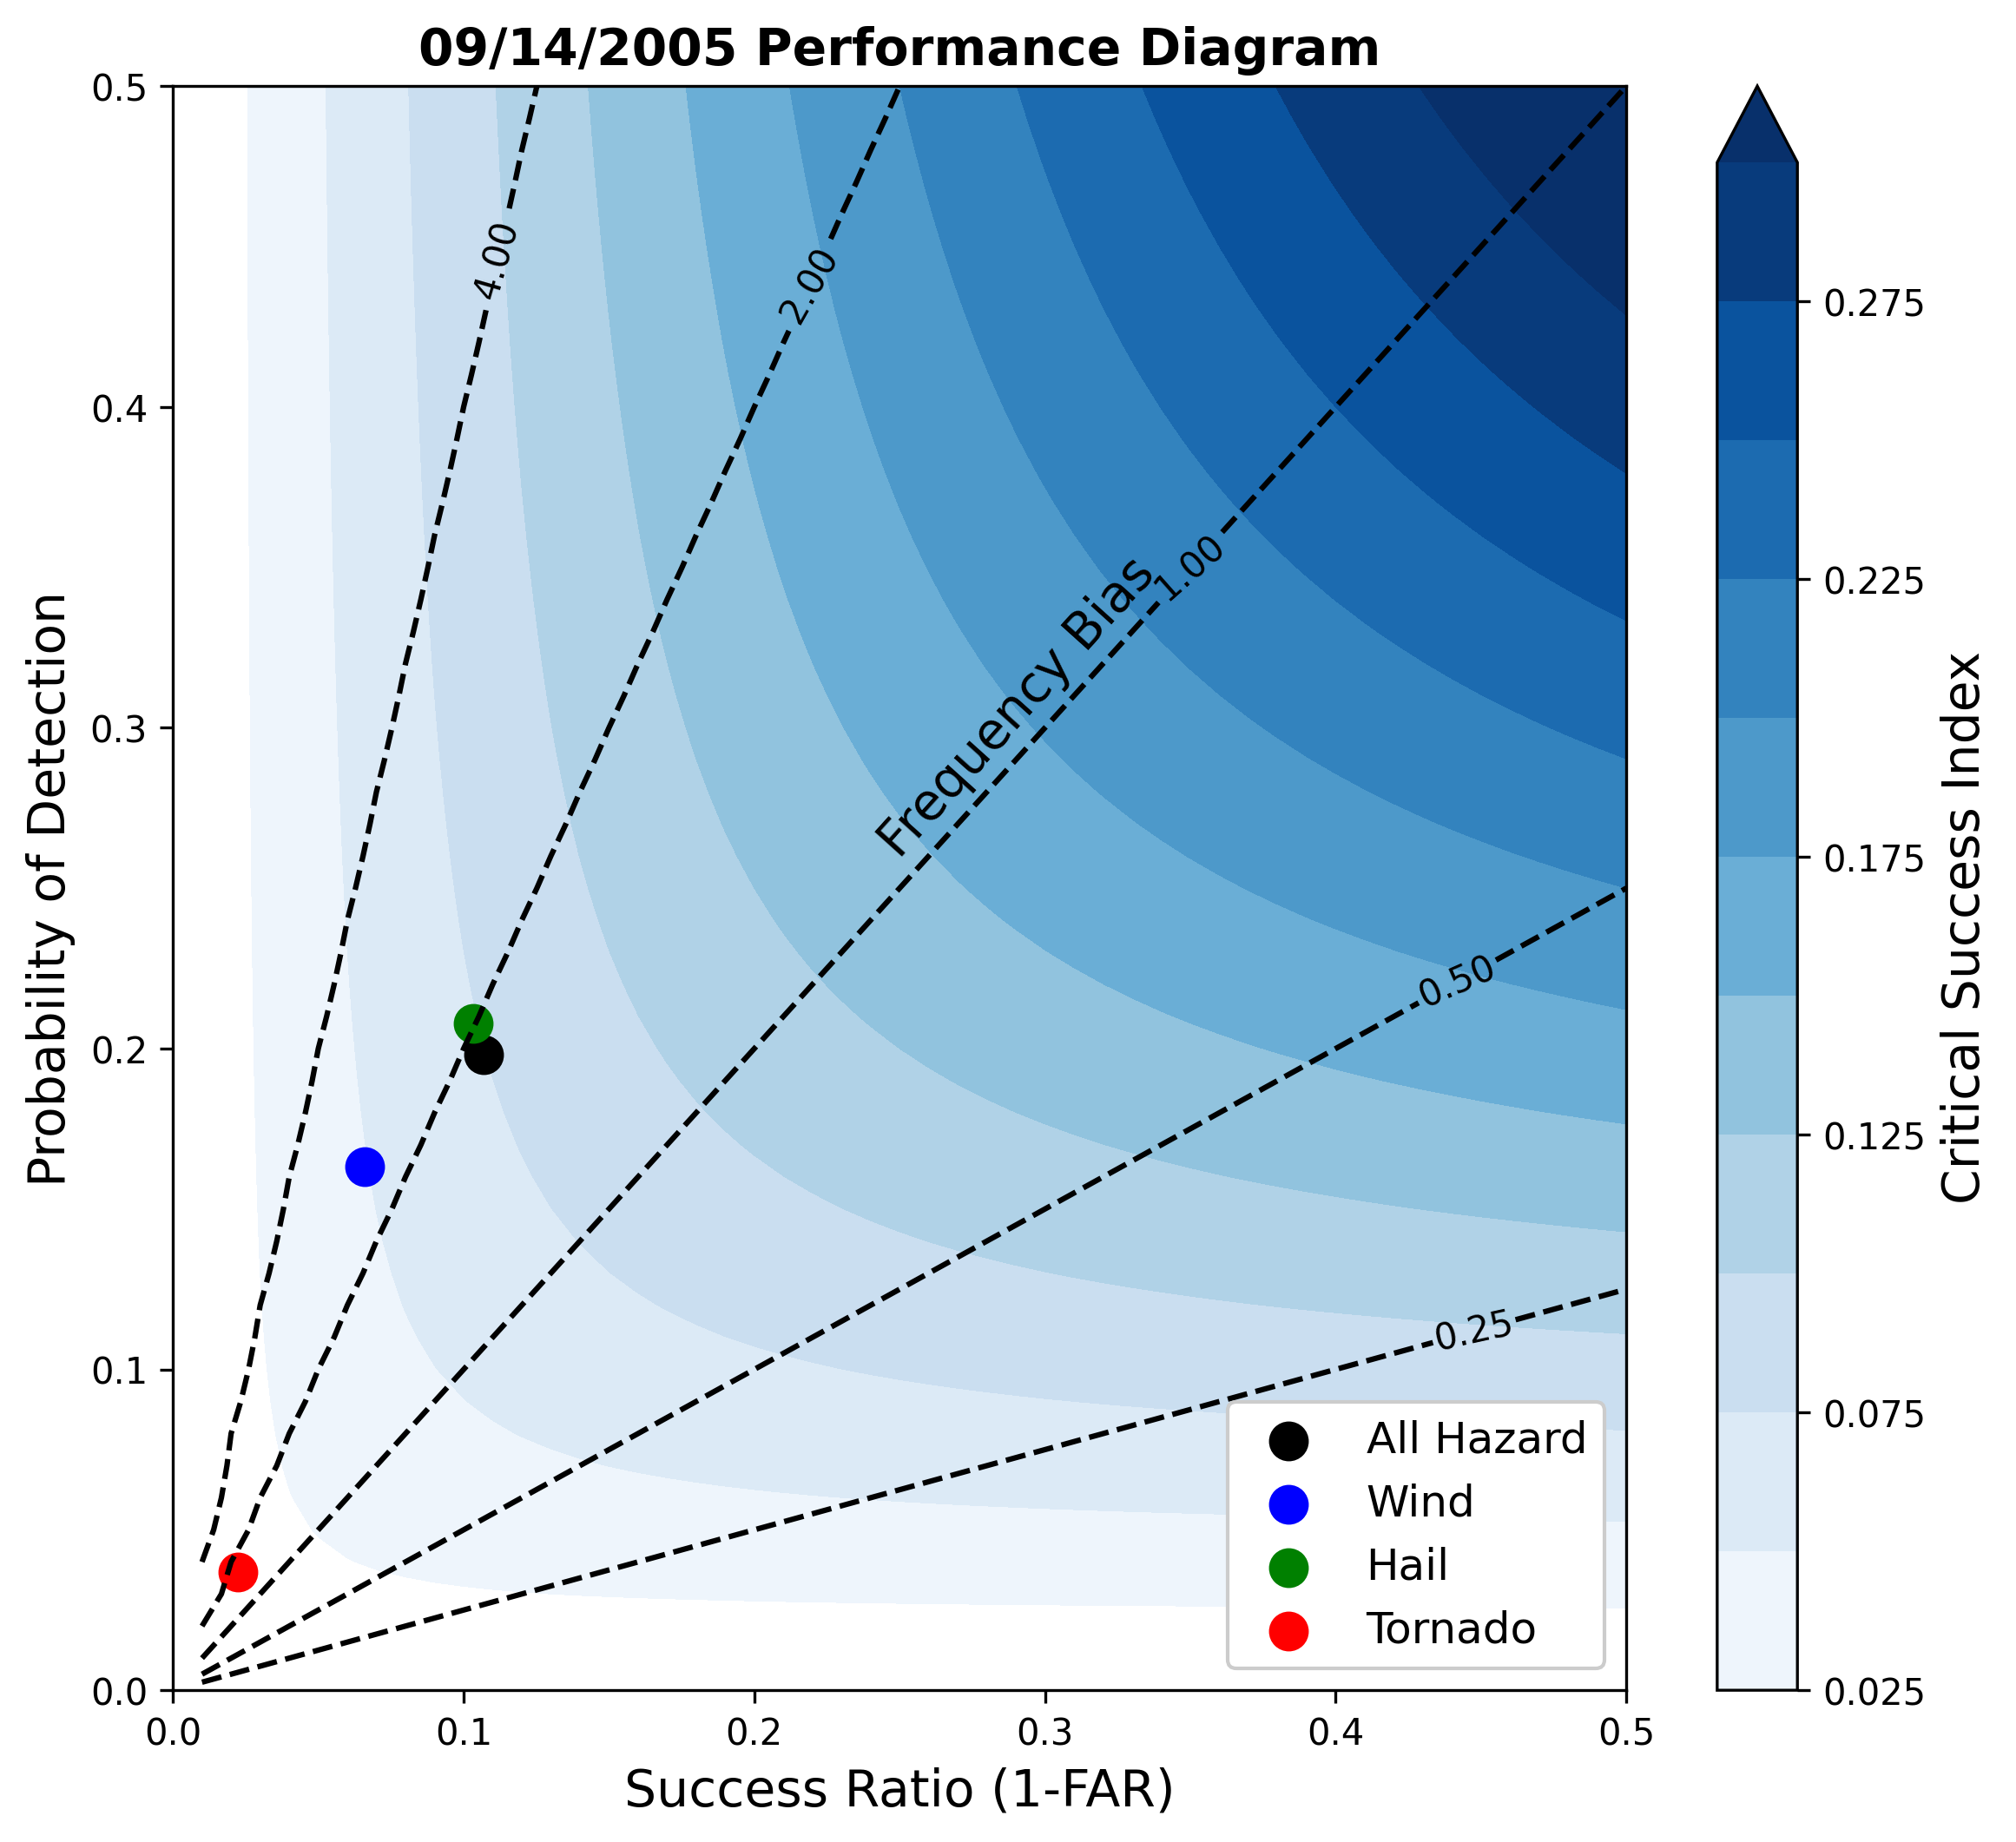 09/14/2005 Performance Diagram
0.5
0.4
0.3
0.2
0.1
0.0
Probability of Detection
0.0 0.1 0.2 0.3 0.4 0.5
Success Ratio (1-FAR)
4.00
2.00
1.00
Frequency Bias
0.50
0.25
All Hazard
Wind
Hail
Tornado
0.275
0.225
0.175
0.125
0.075
0.025
Critical Success Index